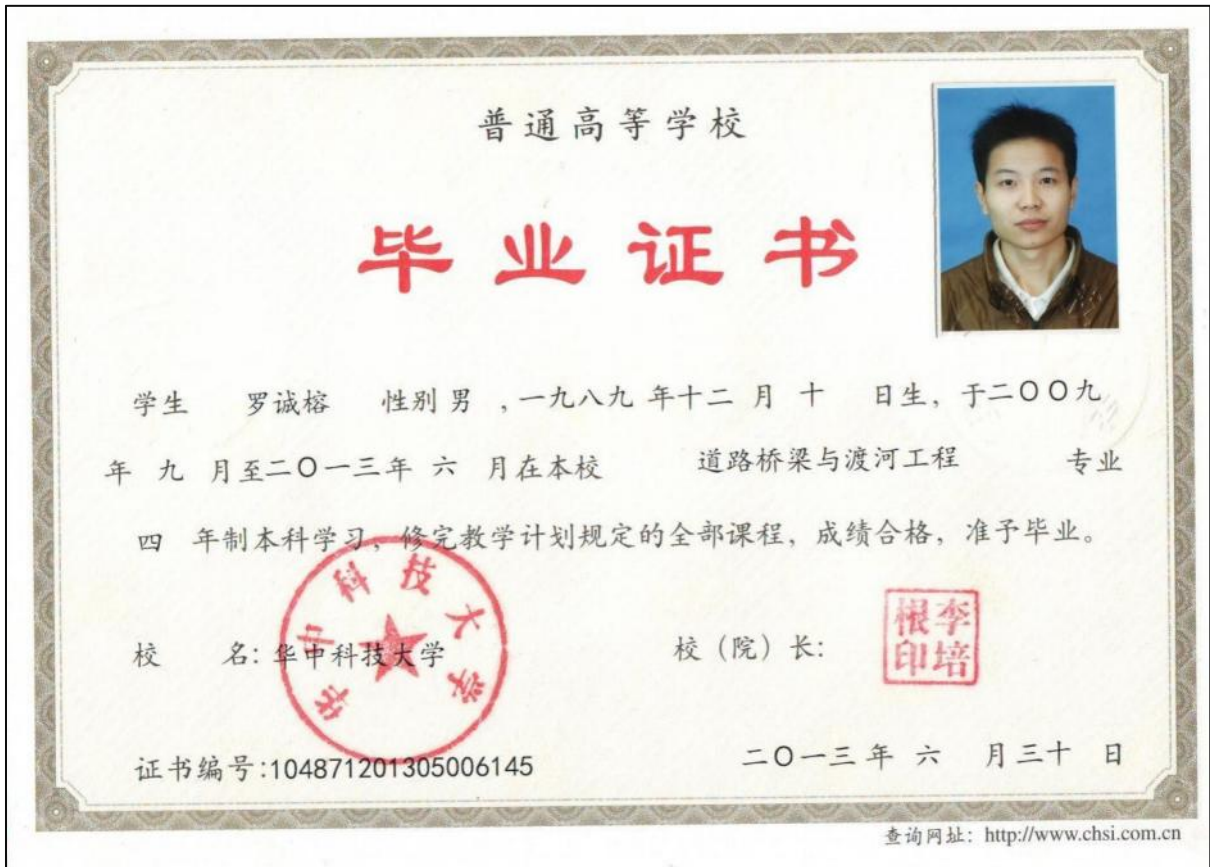 普通高等学校
毕业证书
学生 罗诚榕 性别 男 ,一九八九 年十二 月 十 日生，于二〇〇九
年 九 月至二〇一三年 六 月在本校 道路桥梁与渡河工程 专业
四 年制本科学习，修完教学计划规定的全部课程，成绩合格，准予毕业。
华中科技大学
李培根印
校 名: 华中科技大学 校（院）长:
证书编号:104871201305006145 二〇一三年 六 月三十 日
查询网址：http://www.chsi.com.cn